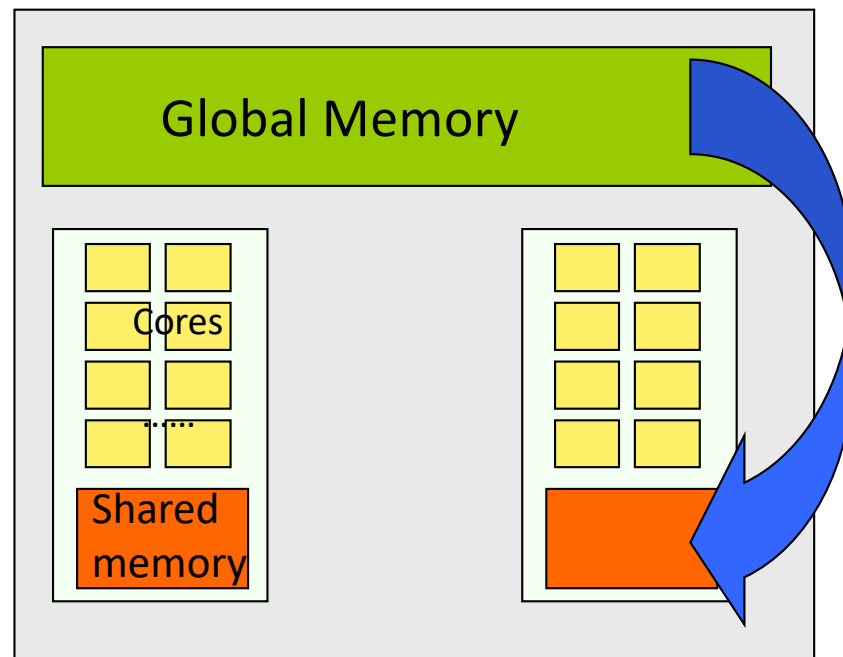 Global Memory
Cores
......
Shared
memory